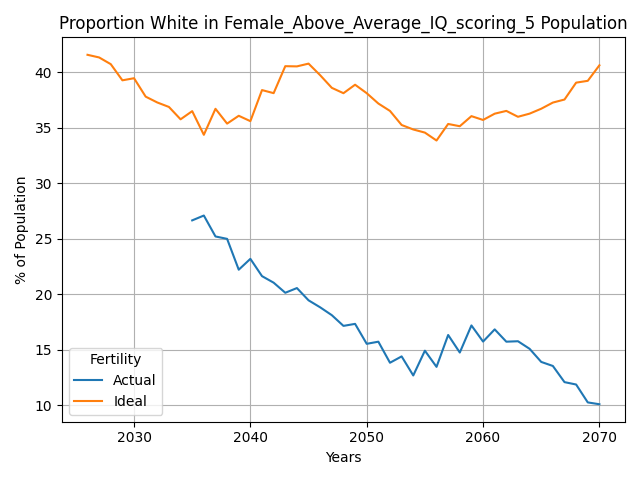 Proportion White in Female_Above_Average_IQ_scoring_5 Population
% of Population
40
35
30
25
20
15
10
Fertility
Actual
Ideal
2030
2040
2050
2060
2070
Years